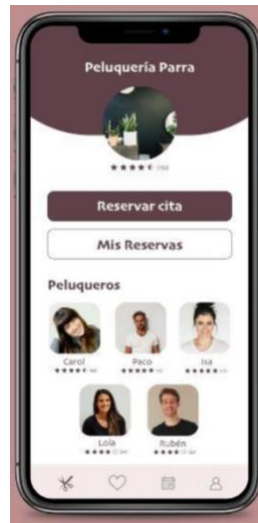 Peluquería Parra
Reservar cita
Mis Reservas
Peluqueros
Carol
Paco
Isa
Lola
Rubén